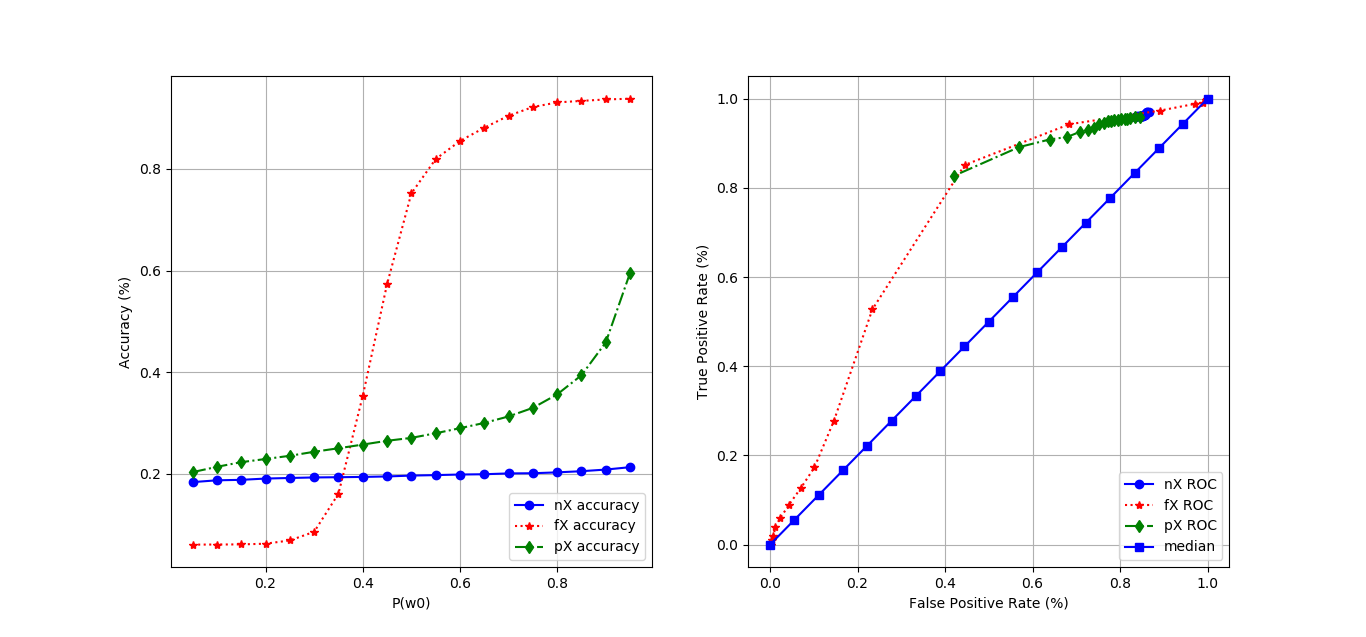 0.8
0.6
0.4
0.2
Accuracy (%)
0.2 0.4 0.6 0.8
P(w0)
nX accuracy
fX accuracy
pX accuracy
1.0
0.8
0.6
0.4
0.2
0.0
True Positive Rate (%)
0.0 0.2 0.4 0.6 0.8 1.0
False Positive Rate (%)
nX ROC
fX ROC
pX ROC
median